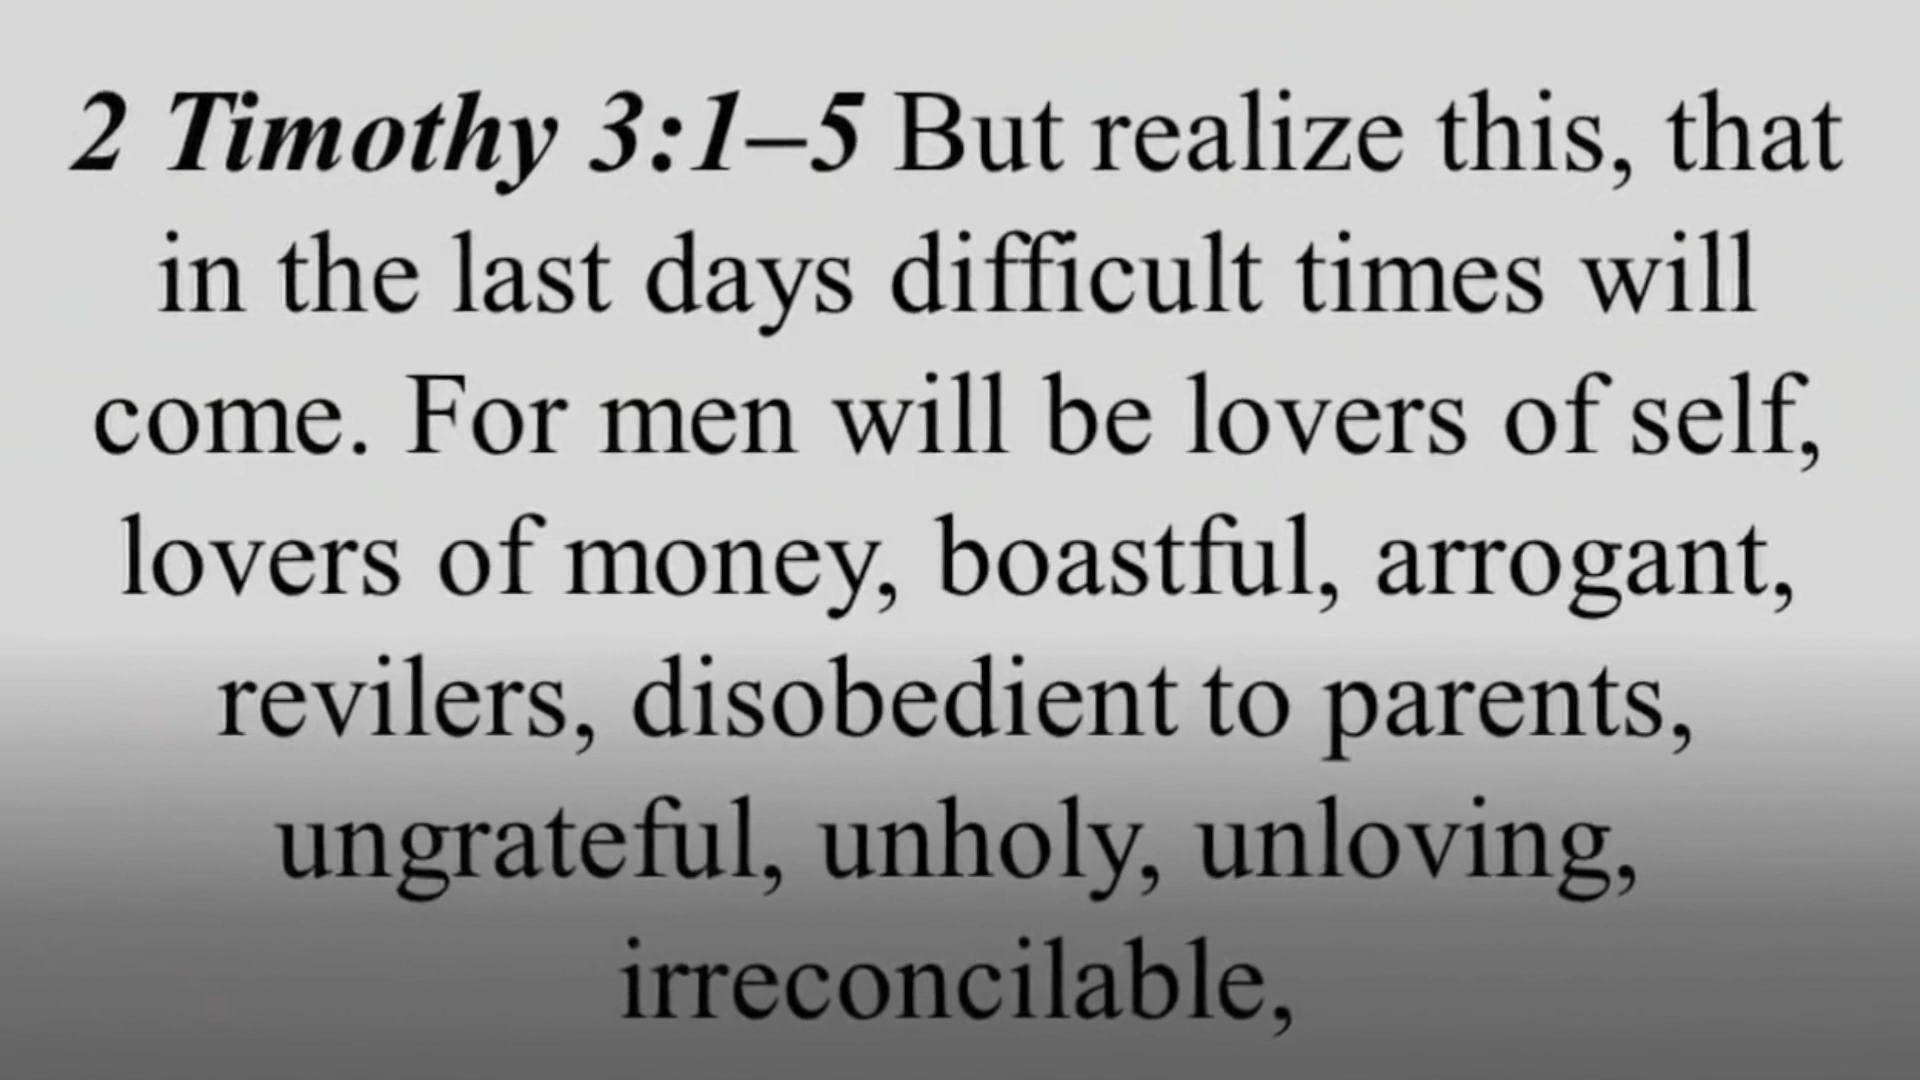 2 Timothy 3:1–5 But realize this, that
in the last days difficult times will
come. For men will be lovers of self,
lovers of money, boastful, arrogant,
revilers, disobedient to parents,
ungrateful, unholy, unloving,
irreconcilable,